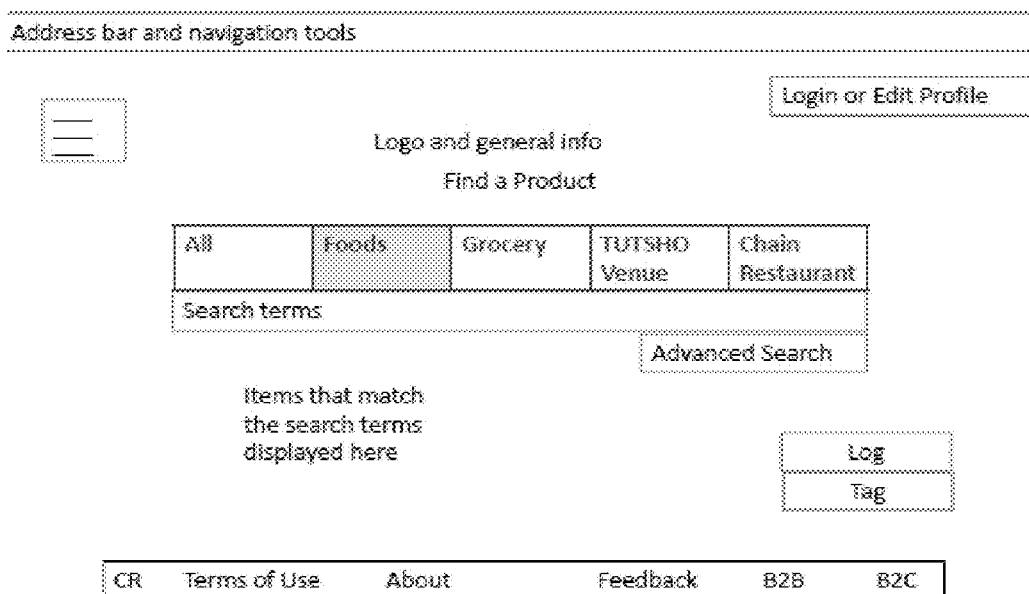 Address bar and navigation tools
Login or Edit Profile
Logo and general info
Find a Product
All Foods Grocery TUTSHO Venue Chain Restaurant
Search terms
Advanced Search
Items that match
the search terms
displayed here
Log
Tag
CR Terms of Use About Feedback B2B B2C